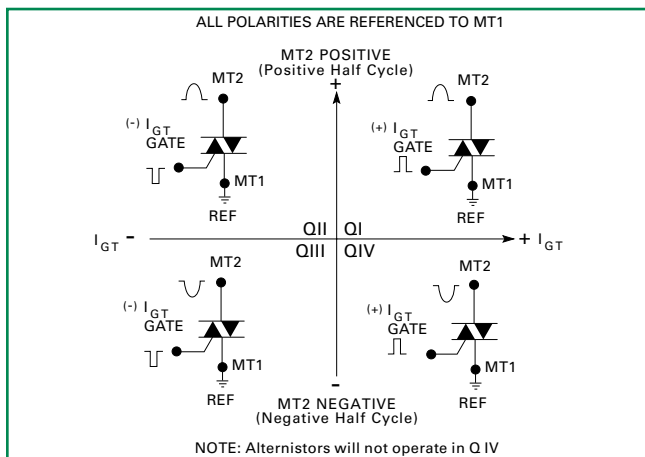 ALL POLARITIES ARE REFERENCED TO MT1
MT2 POSITIVE
(Positive Half Cycle)
+
MT2
(-) IGT
GATE
MT1
REF
MT2
(+) IGT
GATE
MT1
REF
IGT -
QII QI
QIII QIV
+ IGT
MT2
(-) IGT
GATE
MT1
REF
MT2
(+) IGT
GATE
MT1
REF
-
MT2 NEGATIVE
(Negative Half Cycle)
NOTE: Alternistors will not operate in Q IV